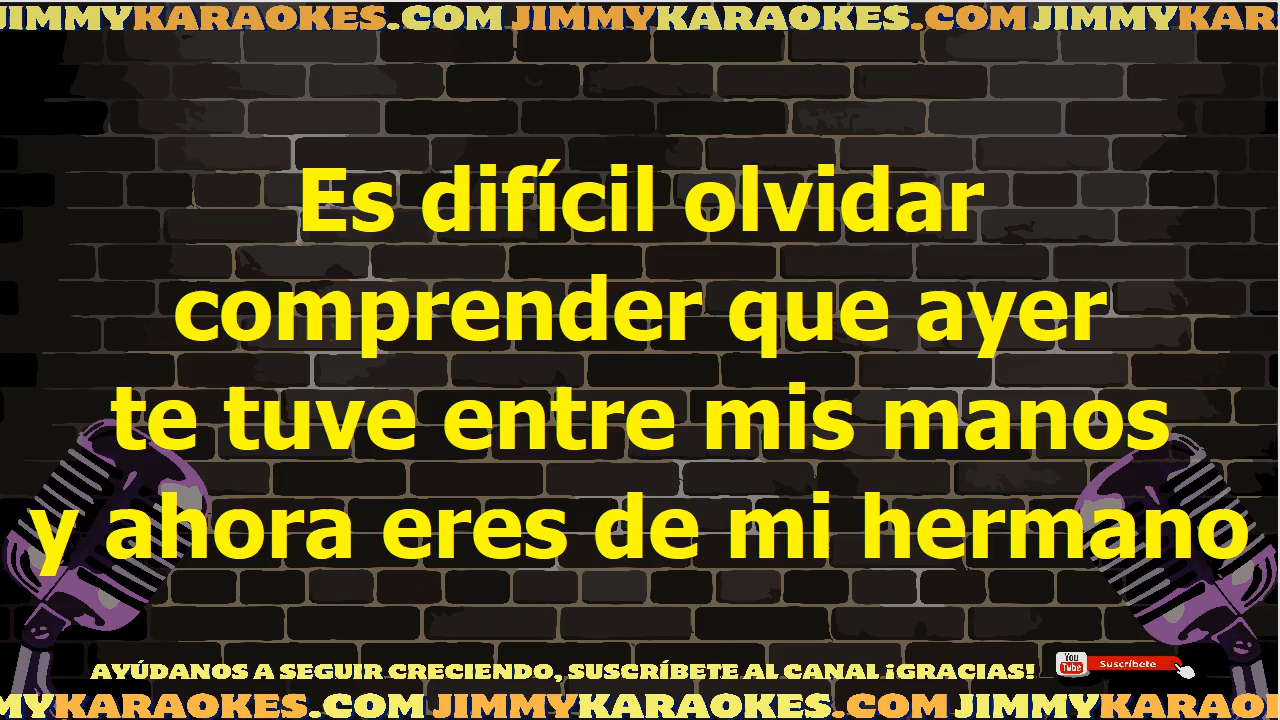 JIMMYKARAOKES.COM JIMMYKARAOKES.COM JIMMYKAR
Es difícil olvidar
comprender que ayer
te tuve entre mis manos
y ahora eres de mi hermano
AYÚDANOS A SEGUIR CRECIENDO, SUSCRÍBETE AL CANAL ¡GRACIAS! You Tube Suscríbete
MYKARAOKES.COM JIMMYKARAOKES.COM JIMMYKARAO